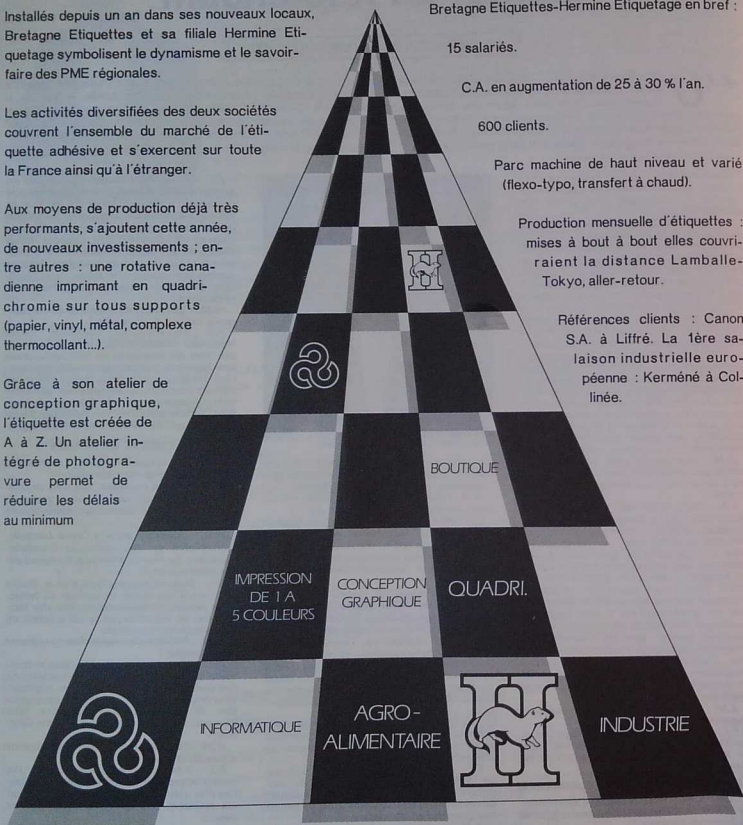 Installés depuis un an dans ses nouveaux locaux,
Bretagne Etiquettes et sa filiale Hermine Eti-
quetage symbolisent le dynamisme et le savoir-
faire des PME régionales.
Les activités diversifiées des deux sociétés
couvrent l'ensemble du marché de l'éti-
quette adhésive et s'exercent sur toute
la France ainsi qu'à l'étranger.
Aux moyens de production déjà très
performants, s'ajoutent cette année,
de nouveaux investissements ; en-
tre autres : une rotative cana-
dienne imprimant en quadri-
chromie sur tous supports
(papier, vinyl, métal, complexe
thermocollant...).
Grâce à son atelier de
conception graphique,
l'étiquette est créée de
A à Z. Un atelier in-
tégré de photogra-
vure permet de
réduire les délais
au minimum
Bretagne Etiquettes-Hermine Etiquetage en bref :
15 salariés.
C.A. en augmentation de 25 à 30 % l'an.
600 clients.
Parc machine de haut niveau et varié
(flexo-typo, transfert à chaud).
Production mensuelle d'étiquettes :
mises à bout à bout elles couvri-
raient la distance Lamballe-
Tokyo, aller-retour.
Références clients : Canon
S.A. à Liffré. La 1ère sa-
laison industrielle euro-
péenne : Kerméné à Col-
linée.
H
BOUTIQUE
IMPRESSION
DE 1 A
5 COULEURS
CONCEPTION
GRAPHIQUE
QUADRI.
INFORMATIQUE
AGRO-
ALIMENTAIRE
H
INDUSTRIE